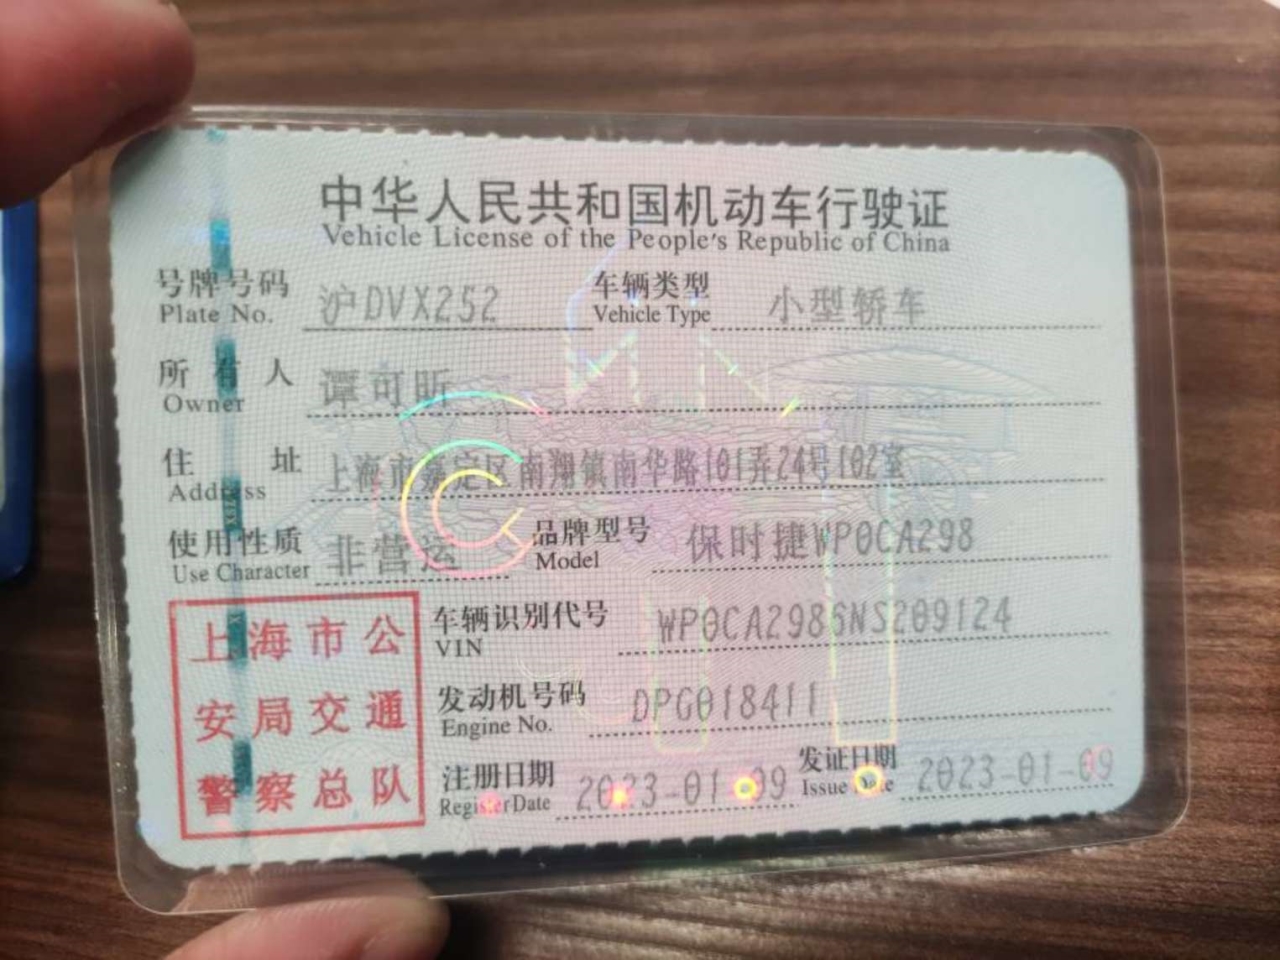 中华人民共和国机动车行驶证
Vehicle License of the People's Republic of China
号牌号码 沪DVX252 车辆类型 小型轿车
Plate No. Vehicle Type
所有人 谭可昕
Owner
住址 上海市嘉定区南翔镇南华路101弄24号102室
Address
使用性质 非营运 品牌型号 保时捷WP0CA298
Use Character Model
上海市公 车辆识别代号 WP0CA2986NS209124
VIN
安局交通 发动机号码 DPG018411
Engine No.
警察总队 注册日期 2023-01-09 发证日期 2023-01-09
Register Date Issue Date